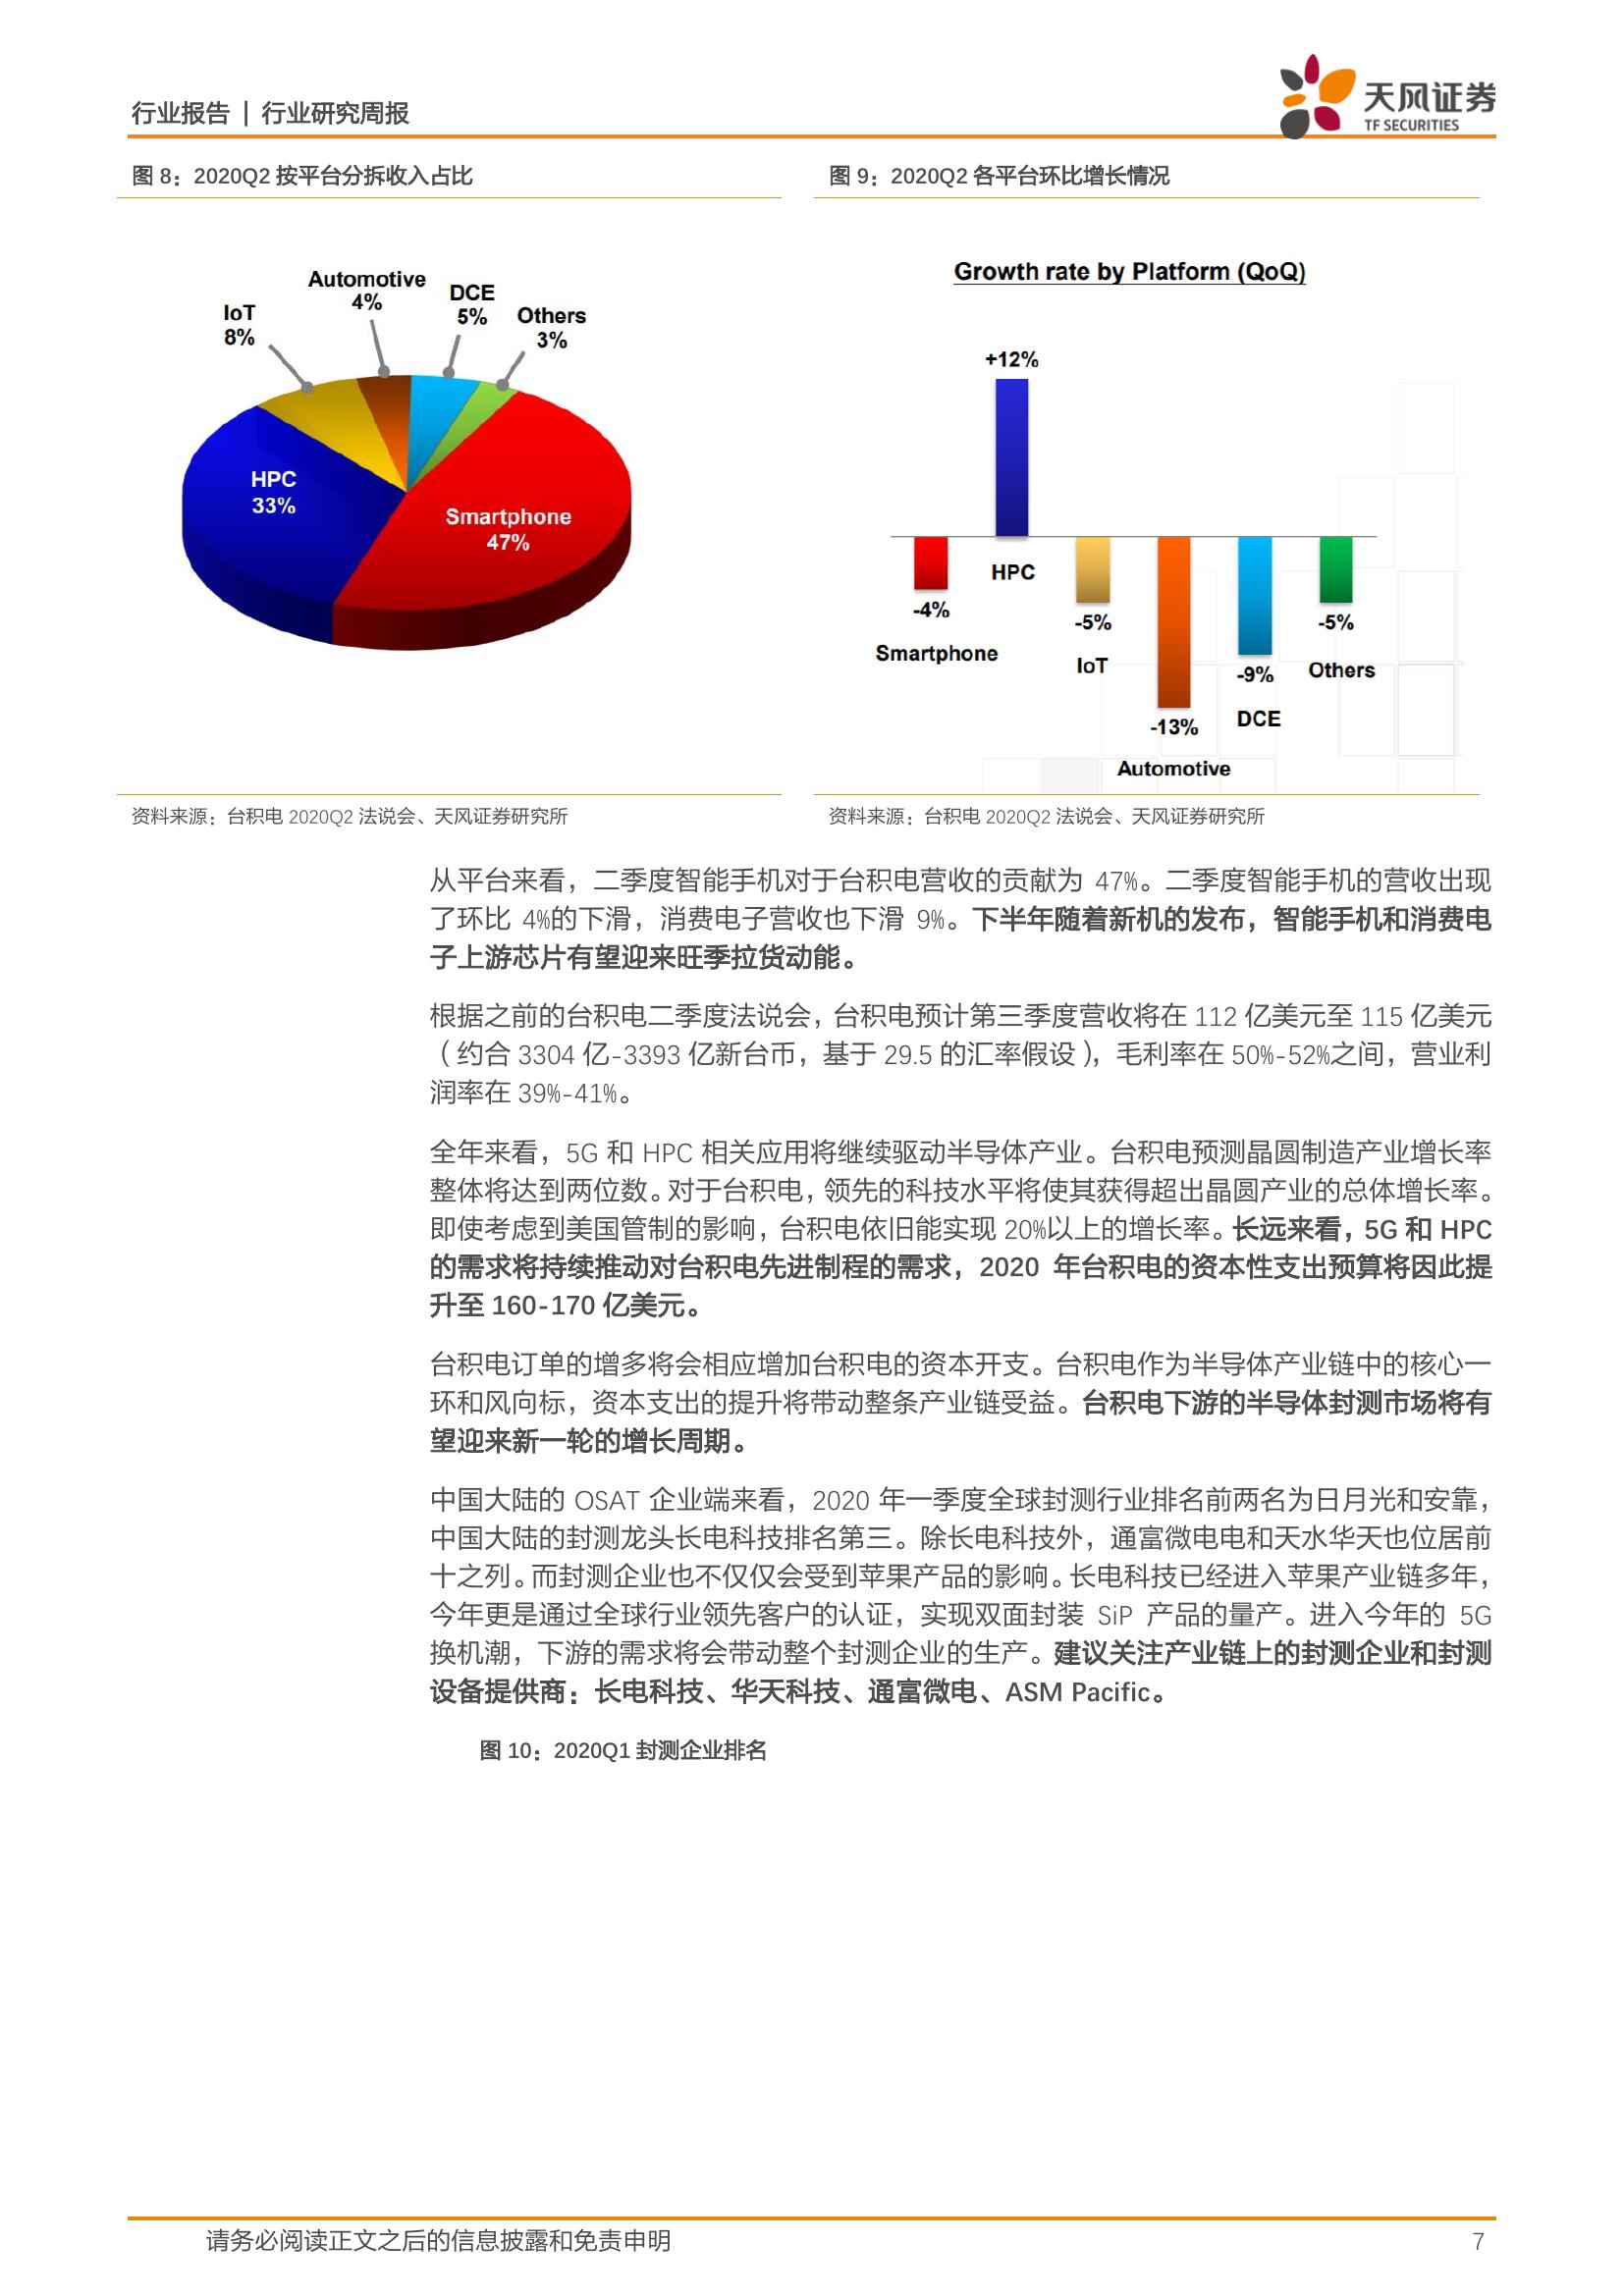 行业报告 | 行业研究周报
天风证券
TF SECURITIES
图 8：2020Q2 按平台分拆收入占比
图 9：2020Q2 各平台环比增长情况
Automotive
4%
DCE
5%
IoT
8%
Others
3%
HPC
33%
Smartphone
47%
Growth rate by Platform (QoQ)
+12%
HPC
-4%
Smartphone
-5%
IoT
-13%
Automotive
-9%
DCE
-5%
Others
资料来源：台积电 2020Q2 法说会、天风证券研究所
资料来源：台积电 2020Q2 法说会、天风证券研究所
从平台来看，二季度智能手机对于台积电营收的贡献为 47%。二季度智能手机的营收出现
了环比 4%的下滑，消费电子营收也下滑 9%。下半年随着新机的发布，智能手机和消费电
子上游芯片有望迎来旺季拉货动能。
根据之前的台积电二季度法说会，台积电预计第三季度营收将在 112 亿美元至 115 亿美元
（约合 3304 亿-3393 亿新台币，基于 29.5 的汇率假设），毛利率在 50%-52%之间，营业利
润率在 39%-41%。
全年来看，5G 和 HPC 相关应用将继续驱动半导体产业。台积电预测晶圆制造产业增长率
整体将达到两位数。对于台积电，领先的科技水平将使其获得超出晶圆产业的总体增长率。
即使考虑到美国管制的影响，台积电依旧能实现 20%以上的增长率。长远来看，5G 和 HPC
的需求将持续推动对台积电先进制程的需求，2020 年台积电的资本性支出预算将因此提
升至 160-170 亿美元。
台积电订单的增多将会相应增加台积电的资本开支。台积电作为半导体产业链中的核心一
环和风向标，资本支出的提升将带动整条产业链受益。台积电下游的半导体封测市场将有
望迎来新一轮的增长周期。
中国大陆的 OSAT 企业端来看，2020 年一季度全球封测行业排名前两名为日月光和安靠，
中国大陆的封测龙头长电科技排名第三。除长电科技外，通富微电电和天水华天也位居前
十之列。而封测企业也不仅仅会受到苹果产品的影响。长电科技已经进入苹果产业链多年，
今年更是通过全球行业领先客户的认证，实现双面封装 SiP 产品的量产。进入今年的 5G
换机潮，下游的需求将会带动整个封测企业的生产。建议关注产业链上的封测企业和封测
设备提供商：长电科技、华天科技、通富微电、ASM Pacific。
图 10：2020Q1 封测企业排名
请务必阅读正文之后的信息披露和免责申明
7